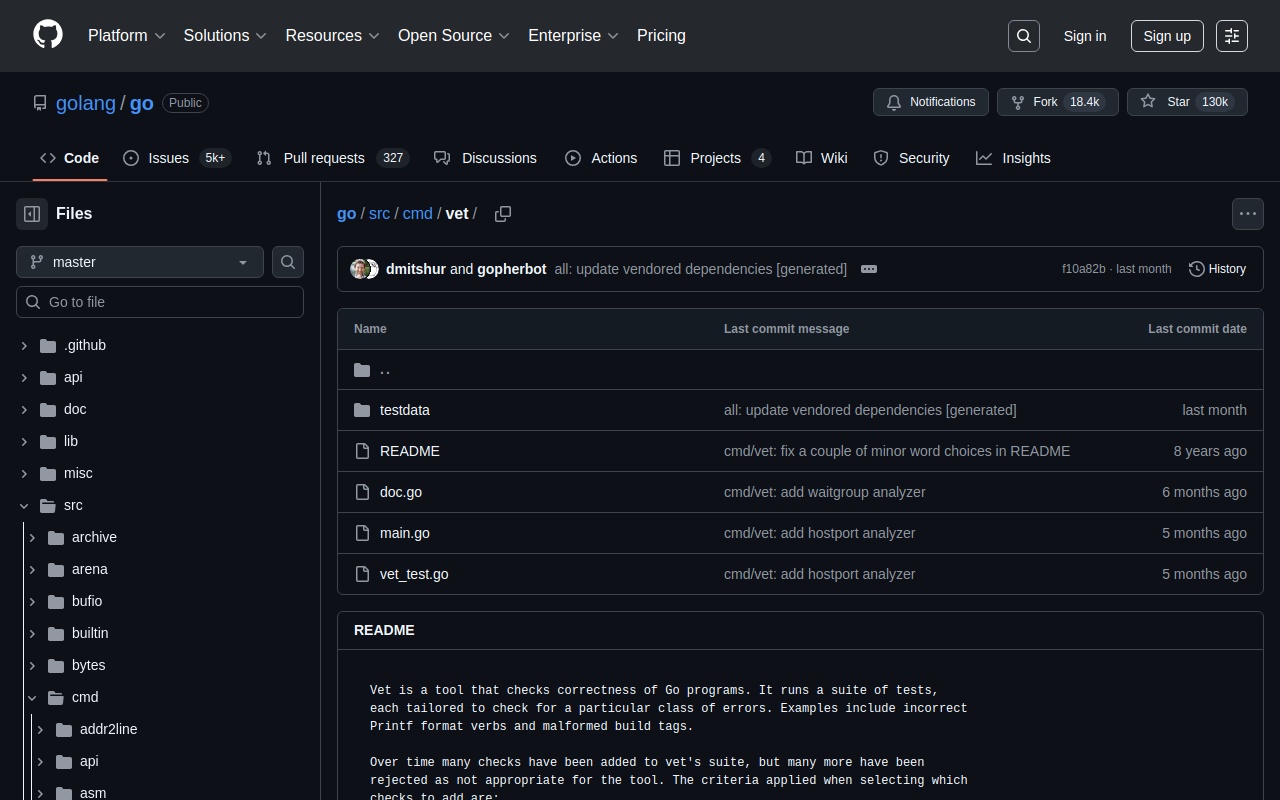 Platform Solutions Resources Open Source Enterprise Pricing Sign in Sign up
golang / go Public Notifications Fork 18.4k Star 130k
Code Issues 5k+ Pull requests 327 Discussions Actions Projects 4 Wiki Security Insights
Files
master
Go to file
.github
api
doc
lib
misc
src
archive
arena
bufio
builtin
bytes
cmd
addr2line
api
asm
go / src / cmd / vet /
dmitshur and gopherbot all: update vendored dependencies [generated] f10a82b · last month History
Name Last commit message Last commit date
..
testdata all: update vendored dependencies [generated] last month
README cmd/vet: fix a couple of minor word choices in README 8 years ago
doc.go cmd/vet: add waitgroup analyzer 6 months ago
main.go cmd/vet: add hostport analyzer 5 months ago
vet_test.go cmd/vet: add hostport analyzer 5 months ago
README
Vet is a tool that checks correctness of Go programs. It runs a suite of tests,
each tailored to check for a particular class of errors. Examples include incorrect
Printf format verbs and malformed build tags.
Over time many checks have been added to vet's suite, but many more have been
rejected as not appropriate for the tool. The criteria applied when selecting which
checks to add are: